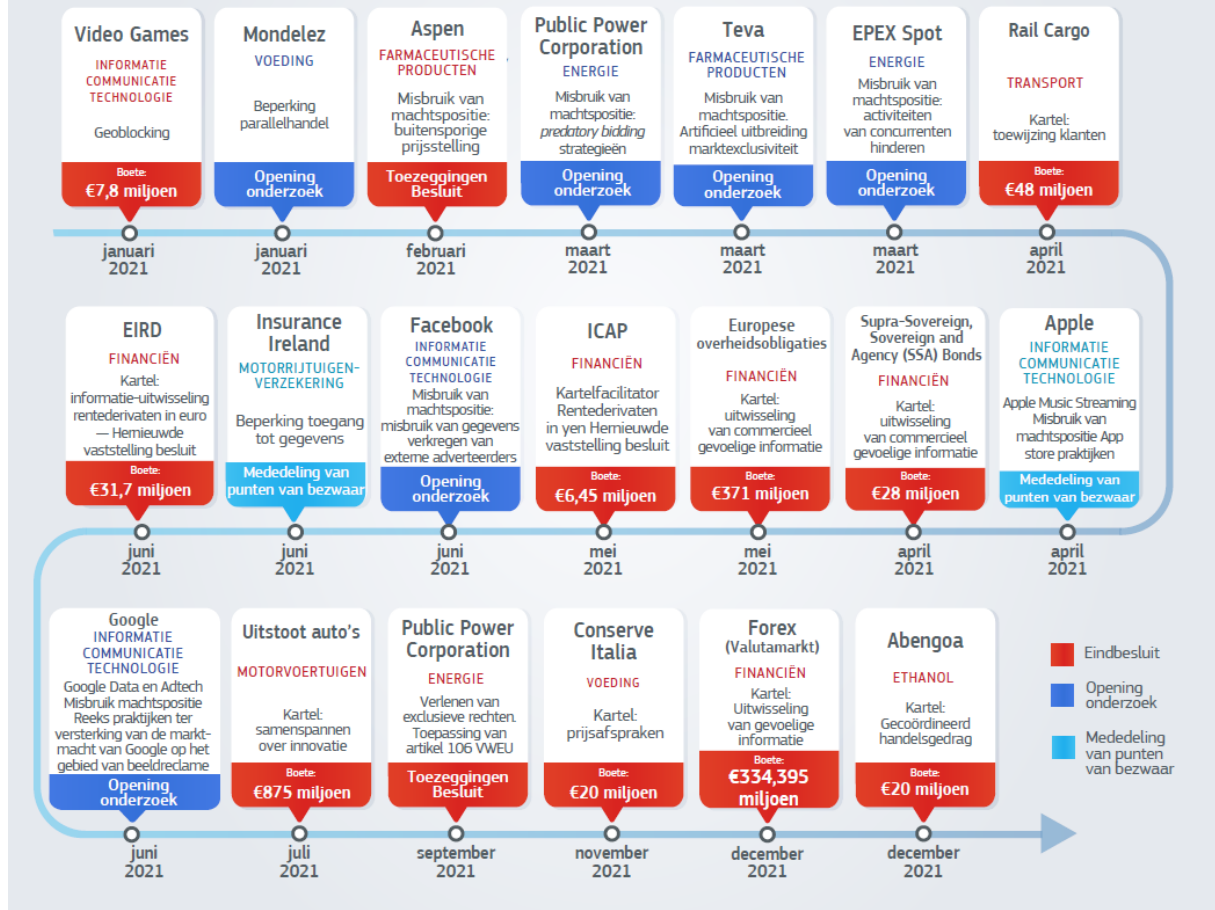 Video Games
INFORMATIE
COMMUNICATIE
TECHNOLOGIE
Geoblocking
Boete:
€7,8 miljoen
januari
2021
Mondelez
VOEDING
Beperking
parallelhandel
Opening
onderzoek
januari
2021
Aspen
FARMACEUTISCHE
PRODUCTEN
Misbruik van
machtspositie:
buitensporige
prijsstelling
Toezeggingen
Besluit
februari
2021
Public Power
Corporation
ENERGIE
Misbruik van
machtspositie:
predatory bidding
strategieën
Opening
onderzoek
maart
2021
Teva
FARMACEUTISCHE
PRODUCTEN
Misbruik van
machtspositie.
Artificieel uitbreiding
marktexclusiviteit
Opening
onderzoek
maart
2021
EPEX Spot
ENERGIE
Misbruik van
machtspositie:
activiteiten
van concurrenten
hinderen
Opening
onderzoek
maart
2021
Rail Cargo
TRANSPORT
Kartel:
toewijzing klanten
Boete:
€48 miljoen
april
2021
EIRD
FINANCIËN
Kartel:
informatie-uitwisseling
rentederivaten in euro
— Hernieuwde
vaststelling besluit
Boete:
€31,7 miljoen
juni
2021
Insurance
Ireland
MOTORRIJTUIGEN-
VERZEKERING
Beperking toegang
tot gegevens
Mededeling van
punten van bezwaar
juni
2021
Facebook
INFORMATIE
COMMUNICATIE
TECHNOLOGIE
Misbruik van
machtspositie:
misbruik van gegevens
verkregen van
externe adverteerders
Opening
onderzoek
juni
2021
ICAP
FINANCIËN
Kartelfacilitator
Rentederivaten
in yen Hernieuwde
vaststelling besluit
Boete:
€6,45 miljoen
mei
2021
Europese
overheidsobligaties
FINANCIËN
Kartel:
uitwisseling
van commercieel
gevoelige informatie
Boete:
€371 miljoen
mei
2021
Supra-Sovereign,
Sovereign and
Agency (SSA) Bonds
FINANCIËN
Kartel:
uitwisseling
van commercieel
gevoelige informatie
Boete:
€28 miljoen
april
2021
Apple
INFORMATIE
COMMUNICATIE
TECHNOLOGIE
Apple Music Streaming
Misbruik van
machtspositie App
store praktijken
Mededeling van
punten van bezwaar
april
2021
Google
INFORMATIE
COMMUNICATIE
TECHNOLOGIE
Google Data en Adtech
Misbruik machtspositie
Reeks praktijken ter
versterking van de markt-
macht van Google op het
gebied van beeldreclame
Opening
onderzoek
juni
2021
Uitstoot auto's
MOTORVOERTUIGEN
Kartel:
samenspannen
over innovatie
Boete:
€875 miljoen
juli
2021
Public Power
Corporation
ENERGIE
Verlenen van
exclusieve rechten.
Toepassing van
artikel 106 VWEU
Toezeggingen
Besluit
september
2021
Conserve
Italia
VOEDING
Kartel:
prijsafspraken
Boete:
€20 miljoen
november
2021
Forex
(Valutamarkt)
FINANCIËN
Kartel:
Uitwisseling
van gevoelige
informatie
Boete:
€334,395
miljoen
december
2021
Abengoa
ETHANOL
Kartel:
Gecoördineerd
handelsgedrag
Boete:
€20 miljoen
december
2021
Eindbesluit
Opening
onderzoek
Mededeling
van punten
van bezwaar